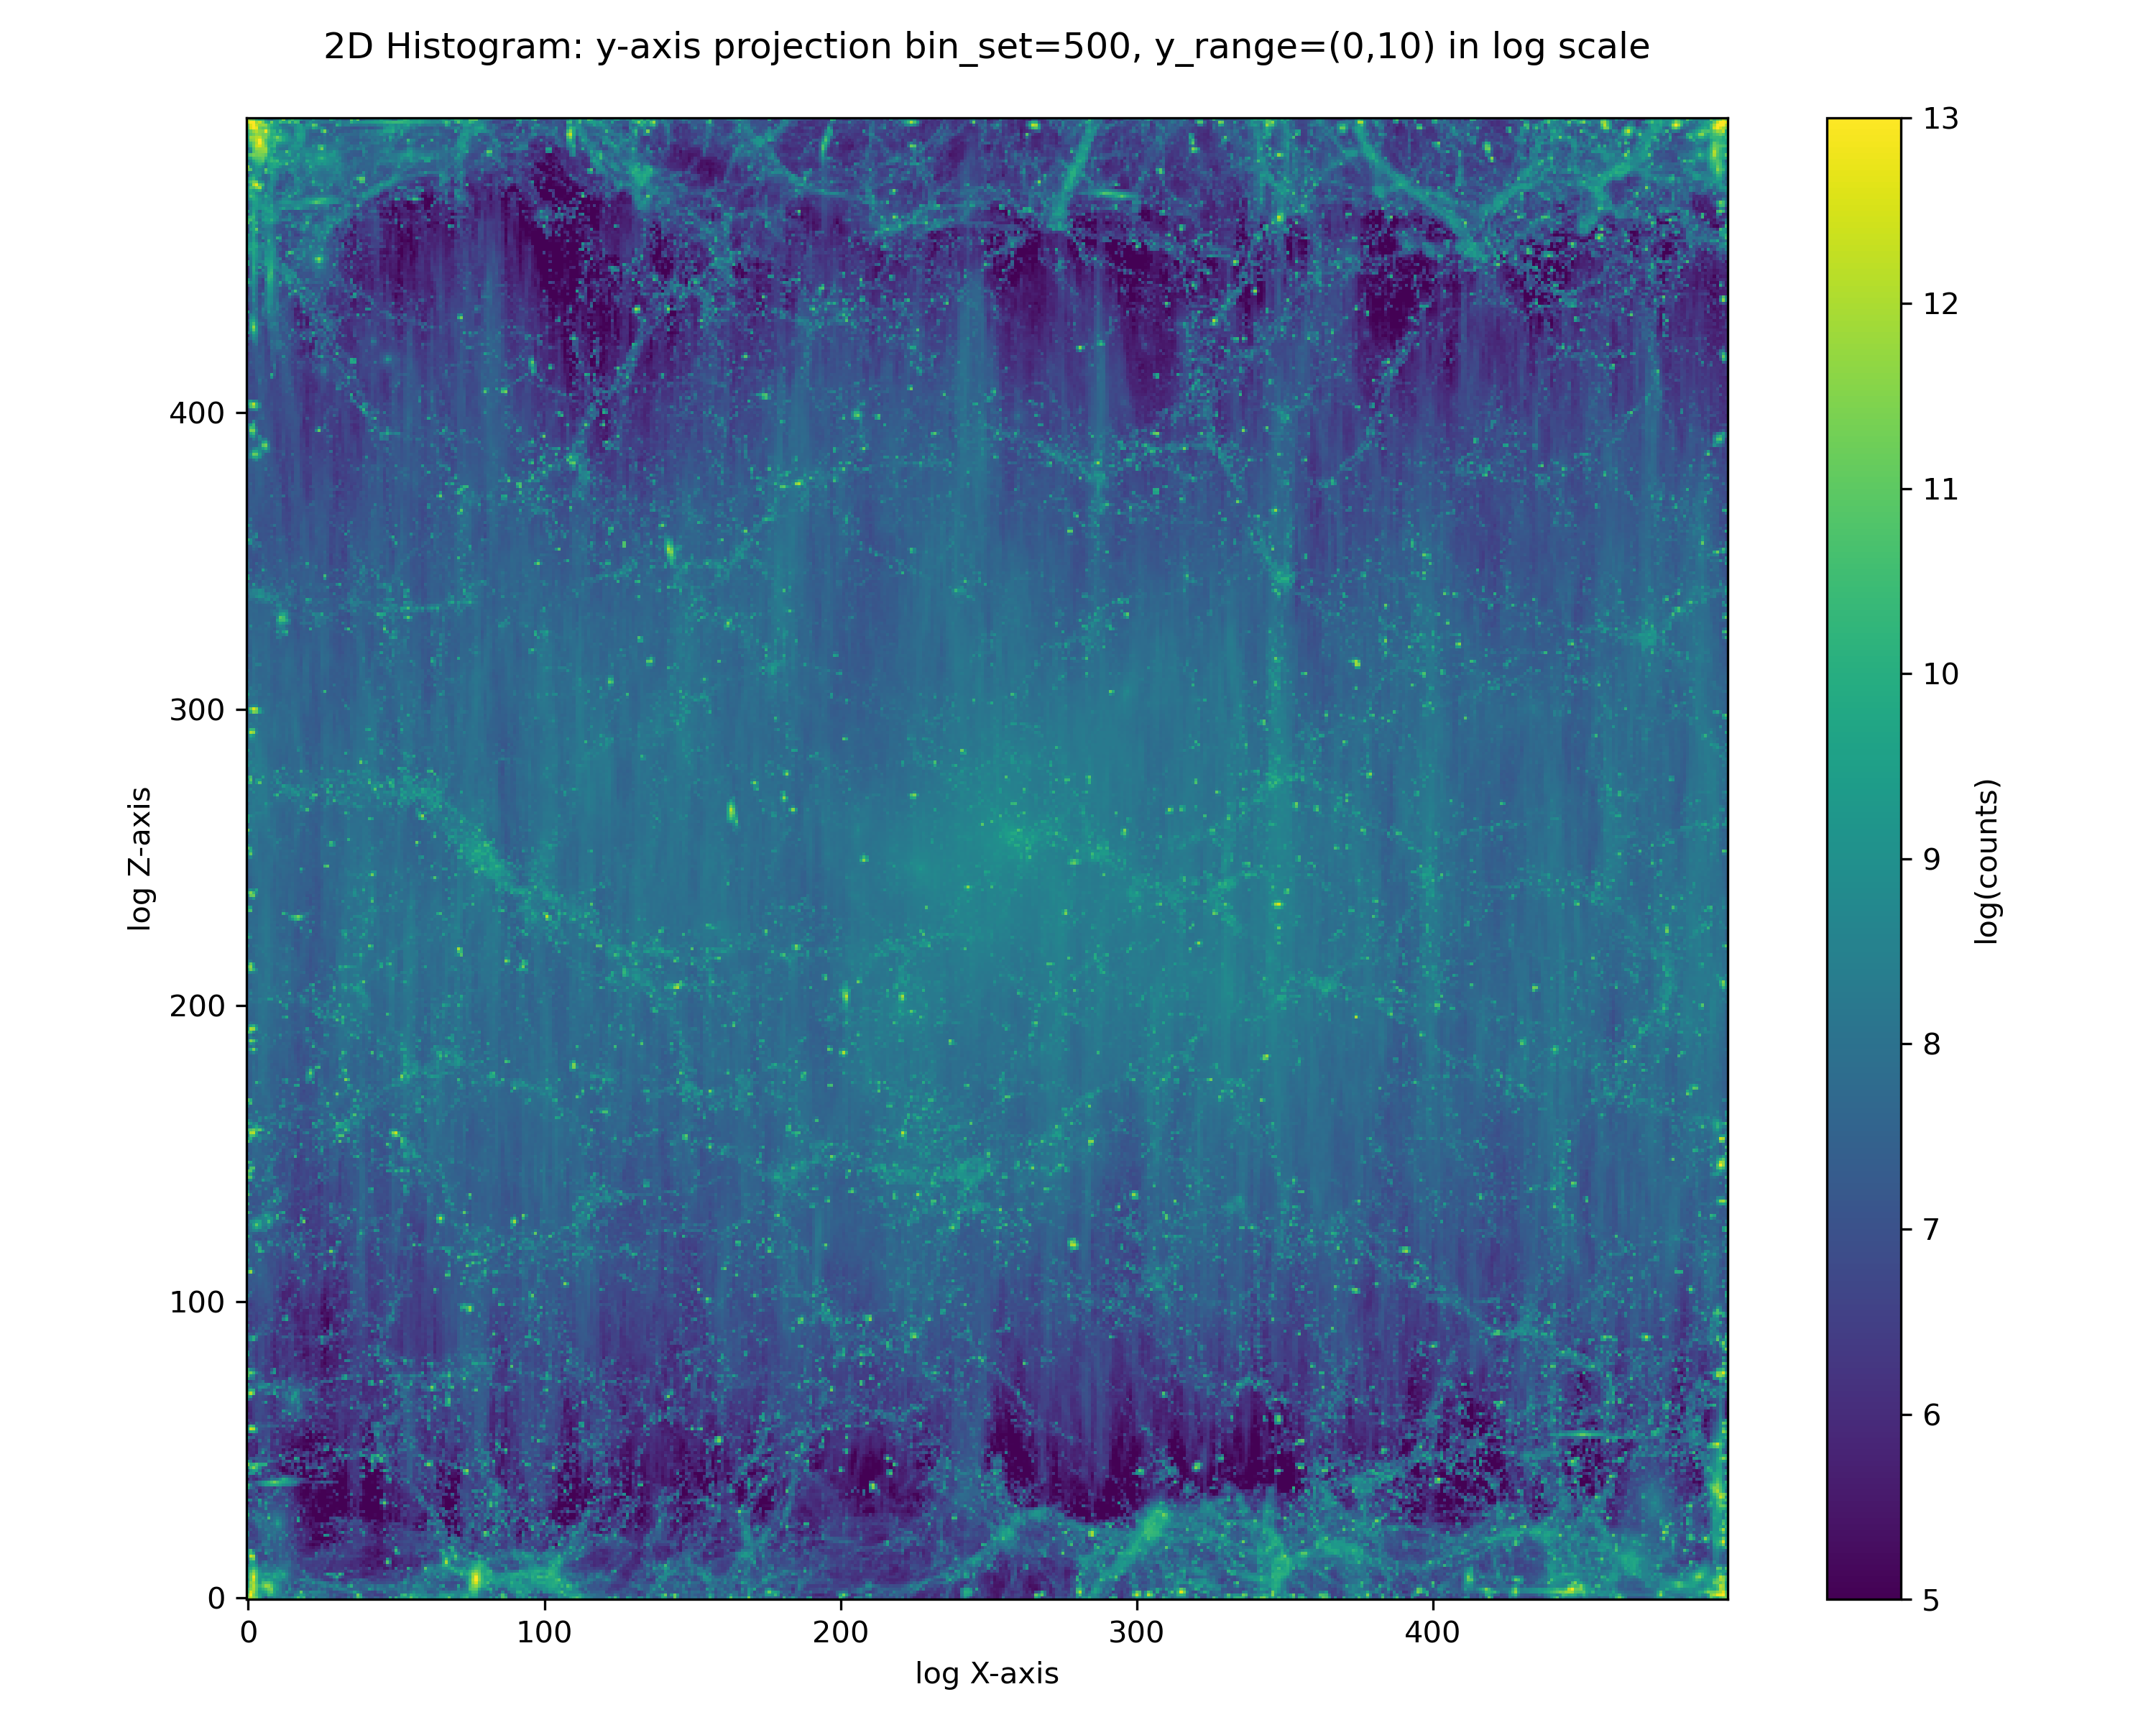 2D Histogram: y-axis projection bin_set=500, y_range=(0,10) in log scale
400
300
200
100
0
log Z-axis
0 100 200 300 400
log X-axis
13
12
11
10
9
8
7
6
5
log(counts)